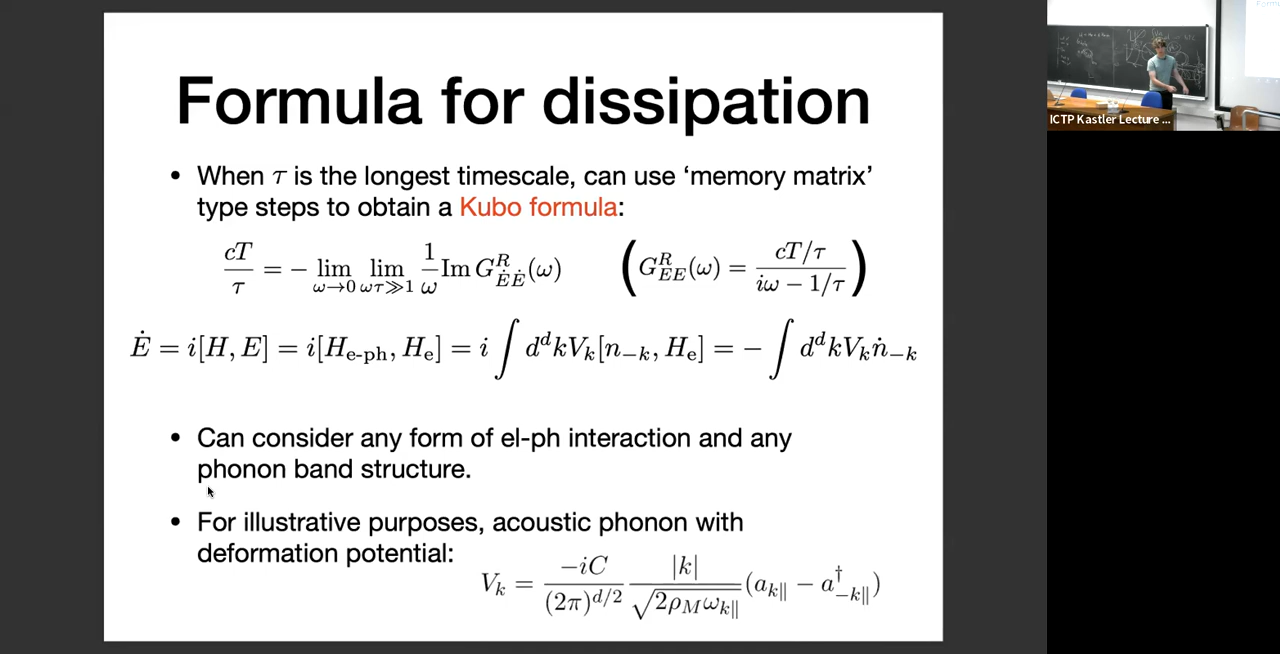 Formula for dissipation
• When τ is the longest timescale, can use ‘memory matrix’
type steps to obtain a Kubo formula:
cT/τ = − lim_{ω→0} lim_{ωτ≫1} 1/ω Im G^R_{ĖĖ}(ω) ( G^R_{EE}(ω) = (cT/τ)/(iω − 1/τ) )
Ė = i[H, E] = i[H_{e-ph}, H_e] = i ∫ d^d k V_k [n_{−k}, H_e] = − ∫ d^d k V_k ṅ_{−k}
• Can consider any form of el-ph interaction and any
phonon band structure.
• For illustrative purposes, acoustic phonon with
deformation potential:
V_k = −iC/(2π)^{d/2} |k|/√(2ρ_M ω_{k∥}) (a_{k∥} − a^†_{−k∥})
ICTP Kastler Lecture ...